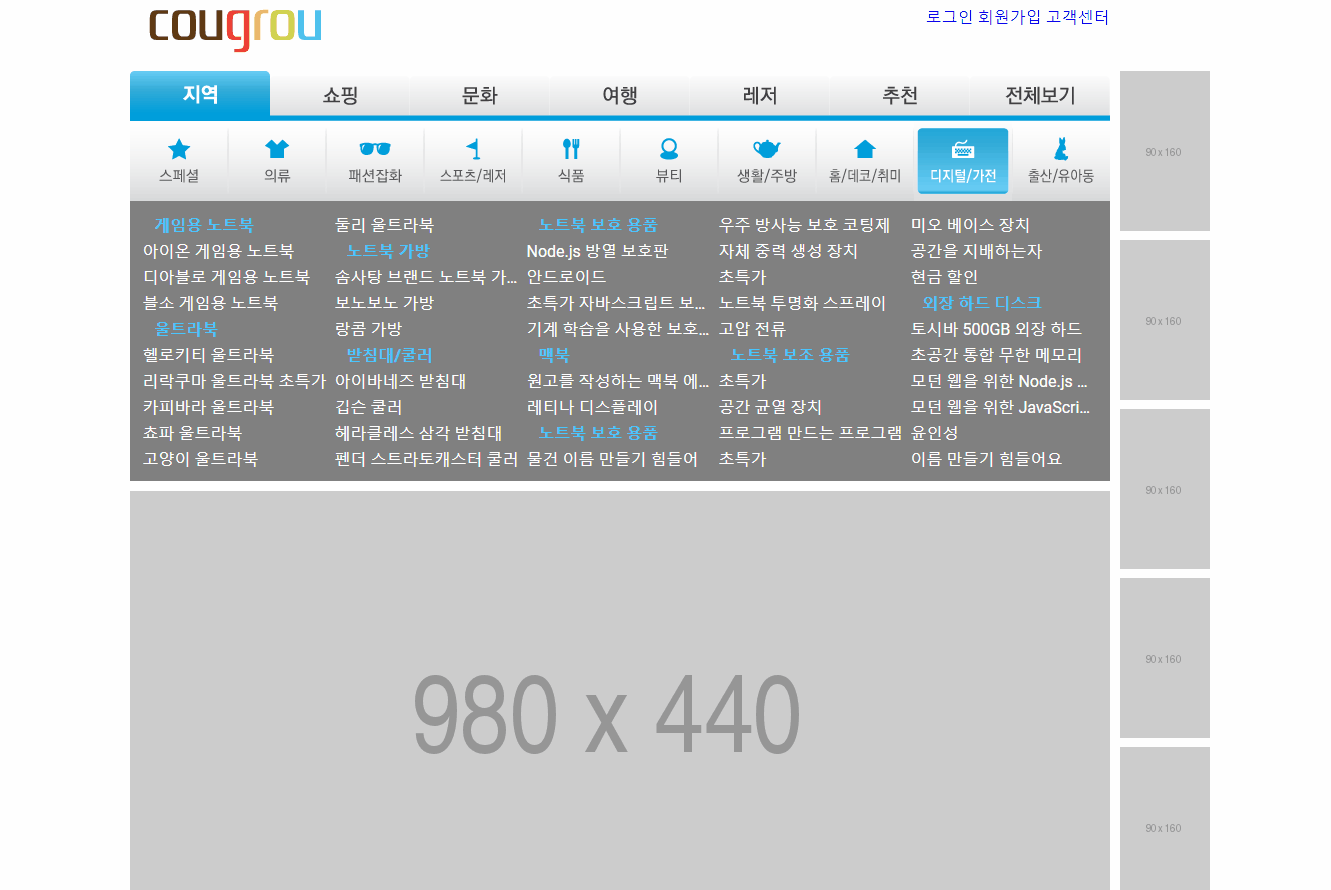 cougrou
로그인 회원가입 고객센터
지역 쇼핑 문화 여행 레저 추천 전체보기
스페셜 의류 패션잡화 스포츠/레저 식품 뷰티 생활/주방 홈/데코/취미 디지털/가전 출산/유아동
게임용 노트북
아이온 게임용 노트북
디아블로 게임용 노트북
블소 게임용 노트북
울트라북
헬로키티 울트라북
리락쿠마 울트라북 초특가
카피바라 울트라북
쵸파 울트라북
고양이 울트라북
둘리 울트라북
노트북 가방
솜사탕 브랜드 노트북 가...
보노보노 가방
랑콤 가방
받침대/쿨러
아이바네즈 받침대
깁슨 쿨러
헤라클레스 삼각 받침대
펜더 스트라토캐스터 쿨러
노트북 보호 용품
Node.js 방열 보호판
안드로이드
초특가 자바스크립트 보...
기계 학습을 사용한 보호...
맥북
원고를 작성하는 맥북 에...
레티나 디스플레이
노트북 보호 용품
물건 이름 만들기 힘들어
우주 방사능 보호 코팅제
자체 중력 생성 장치
초특가
노트북 투명화 스프레이
고압 전류
노트북 보조 용품
초특가
공간 균열 장치
프로그램 만드는 프로그램
초특가
미오 베이스 장치
공간을 지배하는자
현금 할인
외장 하드 디스크
토시바 500GB 외장 하드
초공간 통합 무한 메모리
모던 웹을 위한 Node.js ...
모던 웹을 위한 JavaScri...
윤인성
이름 만들기 힘들어요
980 x 440
90 x 160
90 x 160
90 x 160
90 x 160
90 x 160